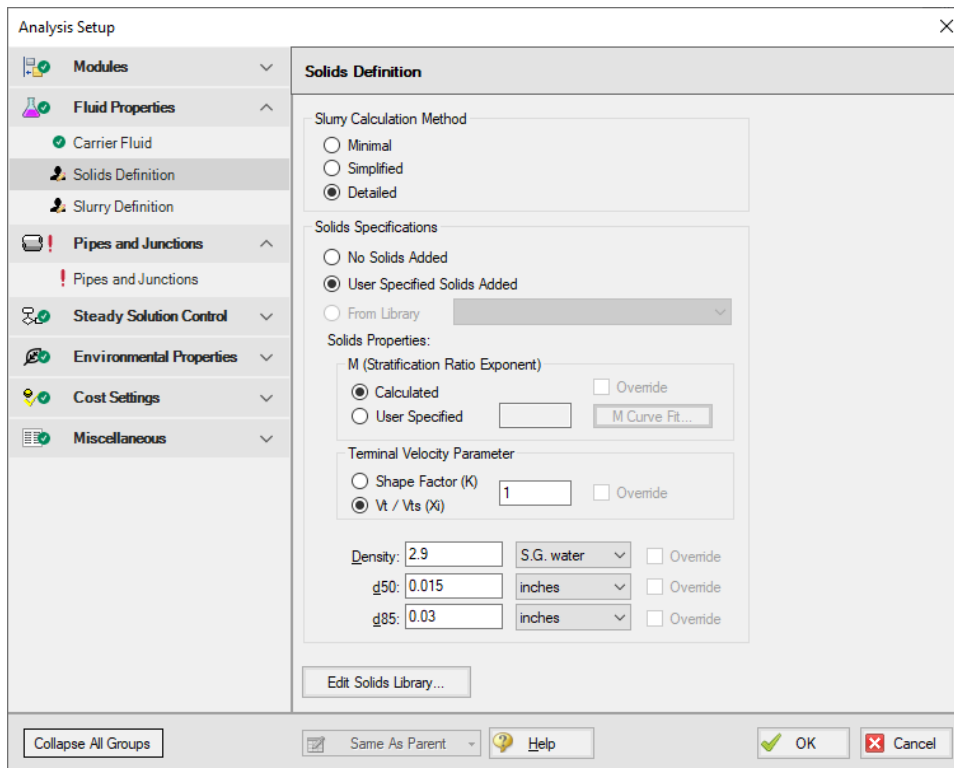 Analysis Setup
Modules
Fluid Properties
Carrier Fluid
Solids Definition
Slurry Definition
Pipes and Junctions
! Pipes and Junctions
Steady Solution Control
Environmental Properties
Cost Settings
Miscellaneous
Collapse All Groups
Solids Definition
Slurry Calculation Method
Minimal
Simplified
Detailed
Solids Specifications
No Solids Added
User Specified Solids Added
From Library
Solids Properties:
M (Stratification Ratio Exponent)
Calculated
Override
User Specified
M Curve Fit...
Terminal Velocity Parameter
Shape Factor (K)
Vt / Vts (Xi)
1
Override
Density: 2.9 S.G. water Override
d50: 0.015 inches Override
d85: 0.03 inches Override
Edit Solids Library...
Same As Parent
Help
OK
Cancel